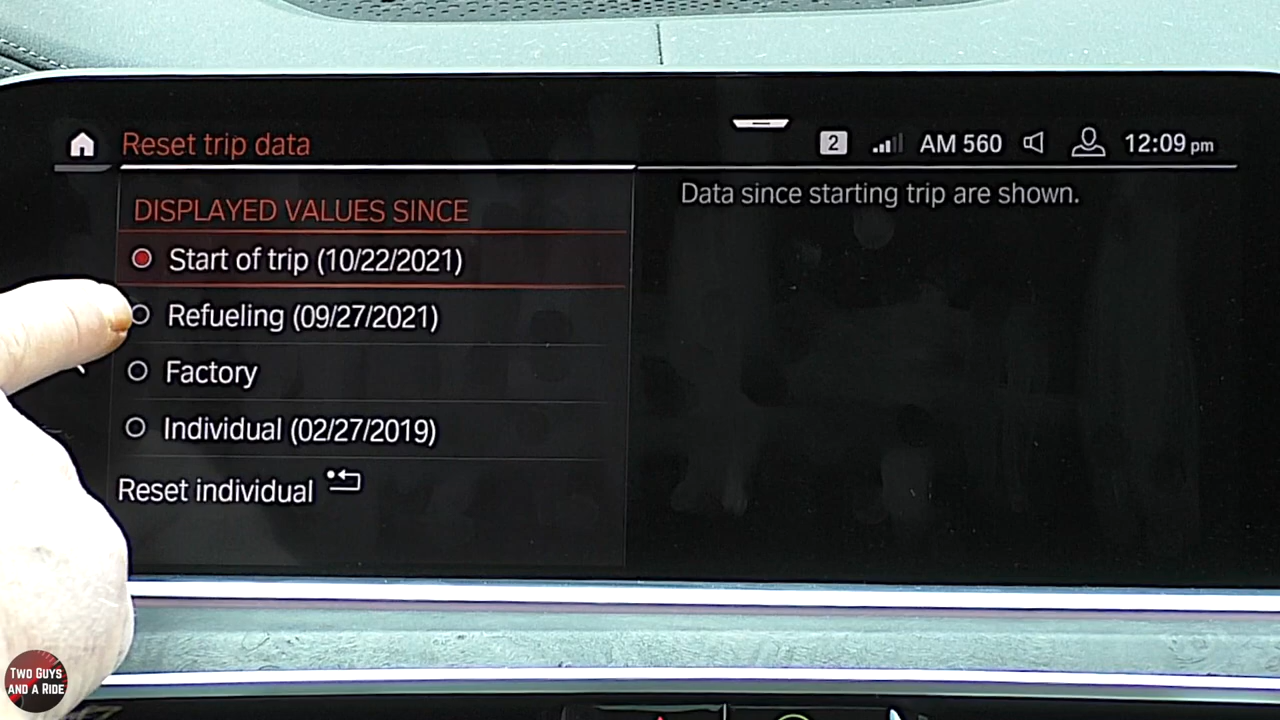 Reset trip data
2
AM 560
12:09 pm
DISPLAYED VALUES SINCE
Data since starting trip are shown.
Start of trip (10/22/2021)
Refueling (09/27/2021)
Factory
Individual (02/27/2019)
Reset individual
TWO GUYS
AND A RIDE